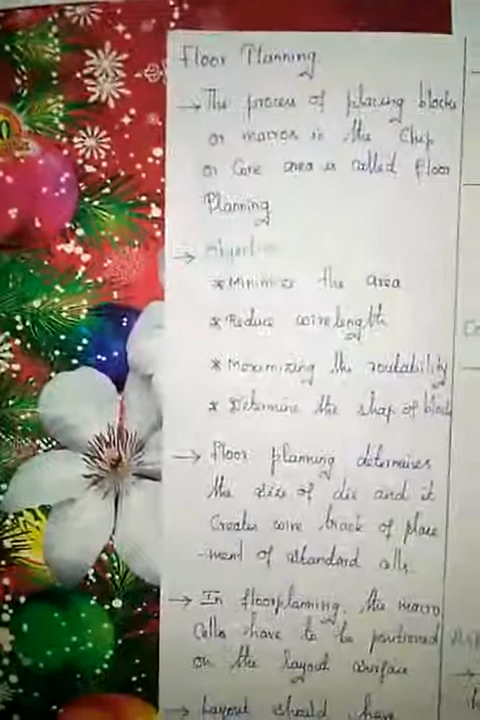 Floor Planning
→ The process of placing blocks
or macros in the Chip
or Core area is called Floor
Planning
→ Objective
* Minimize the area
* Reduce wirelength
* Maximizing the routability
* Determine the shap of block
→ Floor planning determines
the size of die and it
Creates wire track of place
-ment of standard cells.
→ In floorplanning, the macro
Cells have to be positioned
on the layout surface
→ Layout should have